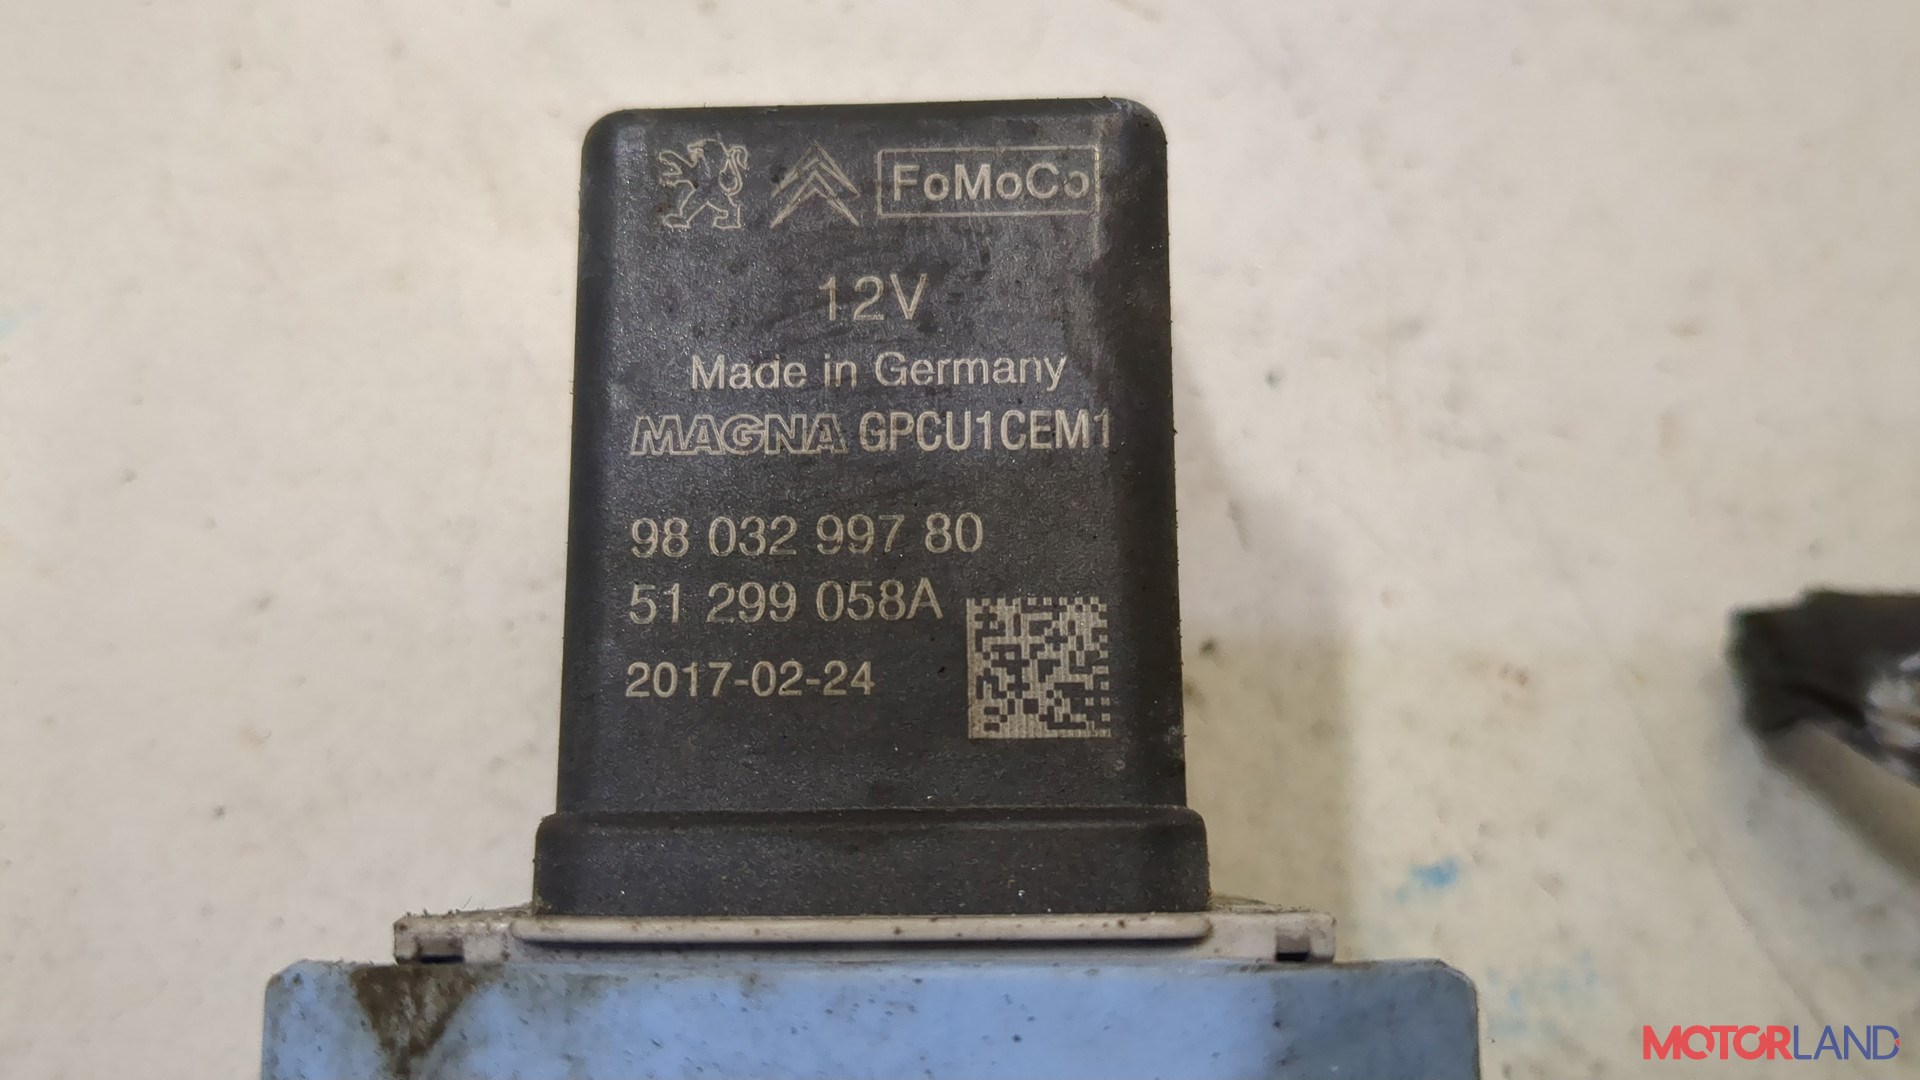 FoMoCo
12V
Made in Germany
MAGNA GPCU1CEM1
98 032 997 80
51 299 058A
2017-02-24
MOTORLAND